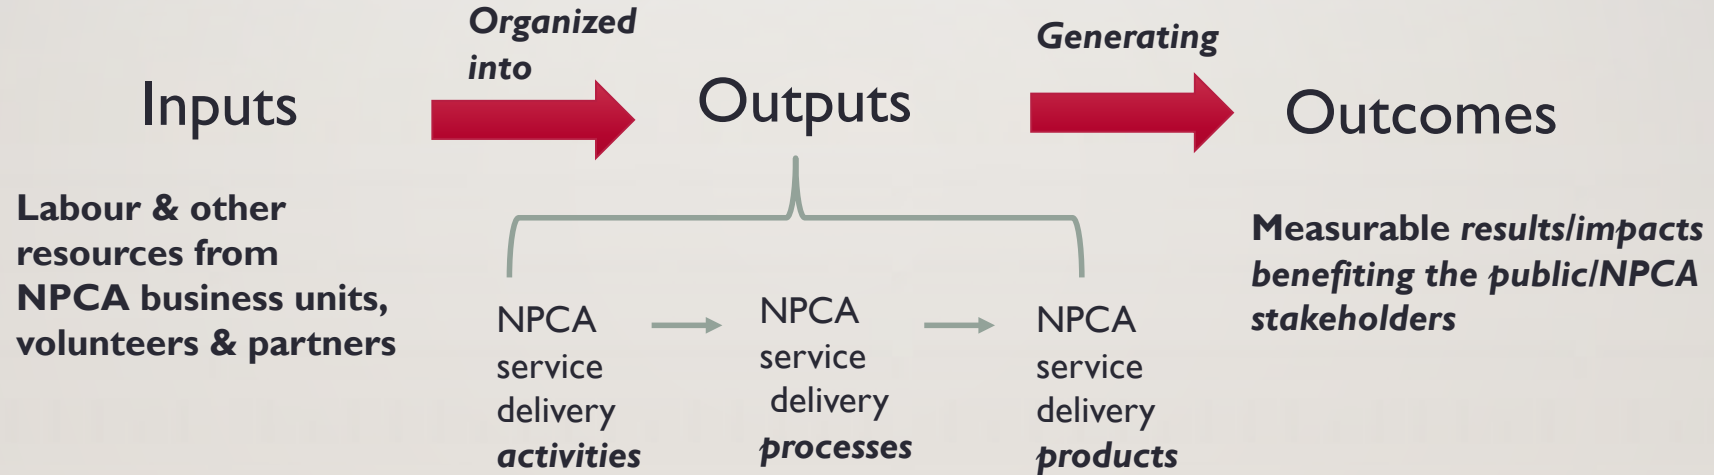 Organized
into
Generating
Inputs
Outputs
Outcomes
Labour & other
resources from
NPCA business units,
volunteers & partners
NPCA
service
delivery
activities
NPCA
service
delivery
processes
NPCA
service
delivery
products
Measurable results/impacts
benefiting the public/NPCA
stakeholders